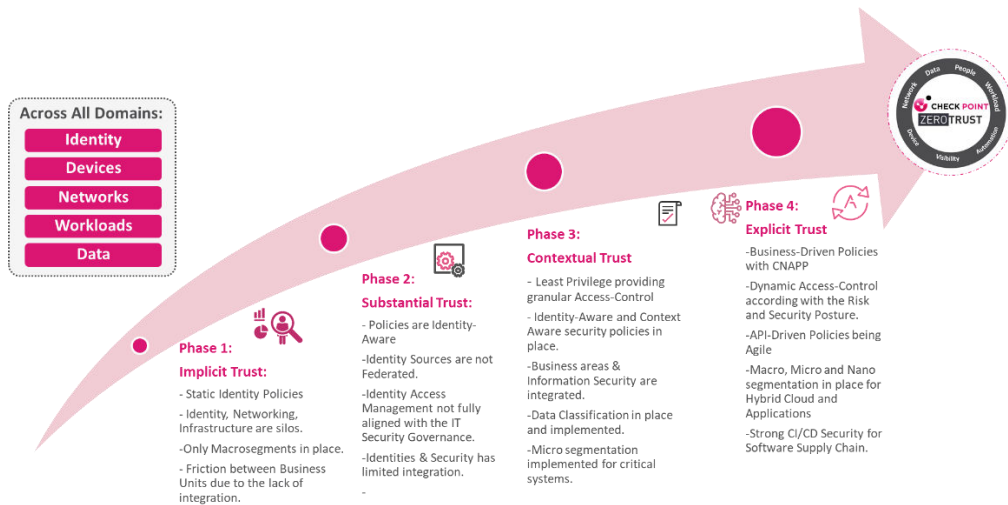 Across All Domains:
Identity
Devices
Networks
Workloads
Data
Phase 1:
Implicit Trust:
- Static Identity Policies
- Identity, Networking,
Infrastructure are silos.
-Only Macrosegments in place.
- Friction between Business
Units due to the lack of
integration.
Phase 2:
Substantial Trust:
- Policies are Identity-
Aware
-Identity Sources are not
Federated.
-Identity Access
Management not fully
aligned with the IT
Security Governance.
-Identities & Security has
limited integration.
-
Phase 3:
Contextual Trust
- Least Privilege providing
granular Access-Control
- Identity-Aware and Context
Aware security policies in
place.
-Business areas &
Information Security are
integrated.
-Data Classification in place
and implemented.
-Micro segmentation
implemented for critical
systems.
A
Phase 4:
Explicit Trust
-Business-Driven Policies
with CNAPP
-Dynamic Access-Control
according with the Risk
and Security Posture.
-API-Driven Policies being
Agile
-Macro, Micro and Nano
segmentation in place for
Hybrid Cloud and
Applications
-Strong CI/CD Security for
Software Supply Chain.
Network
Data
People
Workload
Automation
Visibility
Device
CHECK POINT
ZERO TRUST